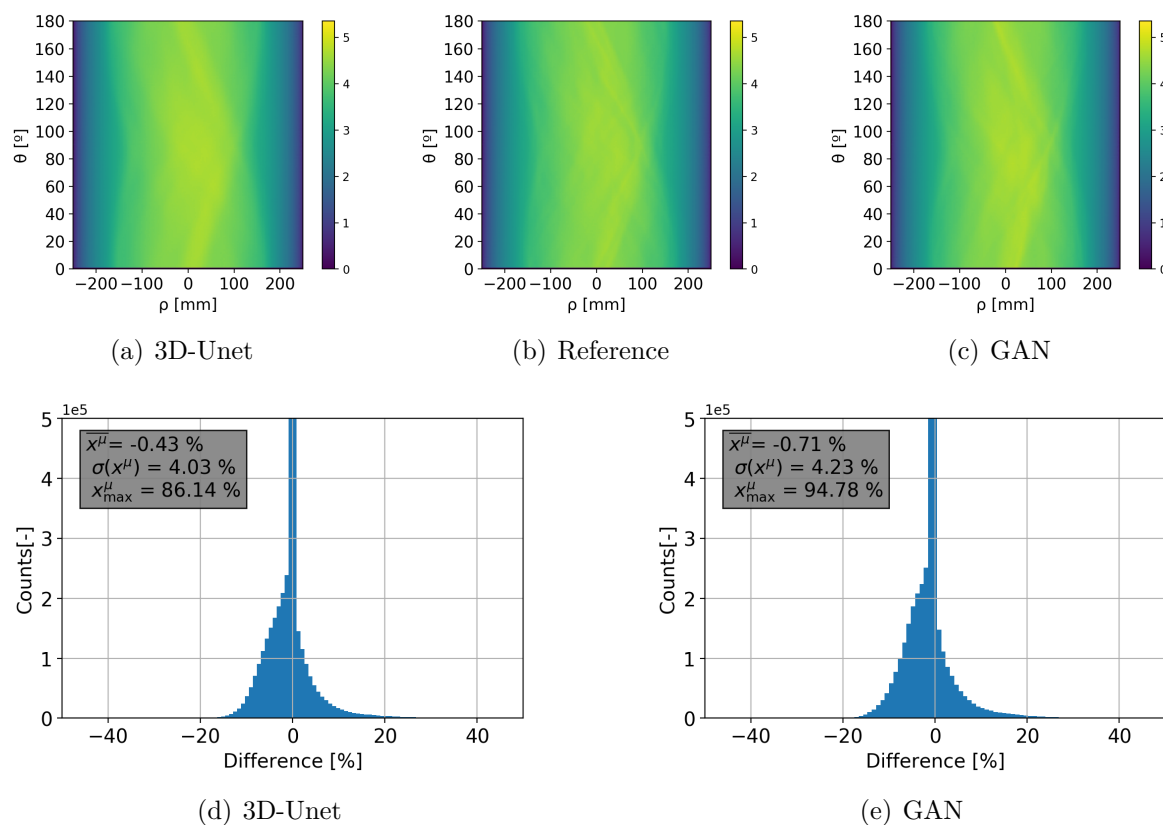 180
160
140
120
100
80
60
40
20
0
θ [º]
−200 −100 0 100 200
ρ [mm]
5
4
3
2
1
0
180
160
140
120
100
80
60
40
20
0
θ [º]
−200 −100 0 100 200
ρ [mm]
5
4
3
2
1
0
180
160
140
120
100
80
60
40
20
0
θ [º]
−200 −100 0 100 200
ρ [mm]
5
4
3
2
1
0
(a) 3D-Unet
(b) Reference
(c) GAN
1e5
5
4
3
2
1
0
Counts[-]
x̅^μ= -0.43 %
σ(x^μ) = 4.03 %
x^μ_max = 86.14 %
−40 −20 0 20 40
Difference [%]
1e5
5
4
3
2
1
0
Counts[-]
x̅^μ= -0.71 %
σ(x^μ) = 4.23 %
x^μ_max = 94.78 %
−40 −20 0 20 40
Difference [%]
(d) 3D-Unet
(e) GAN